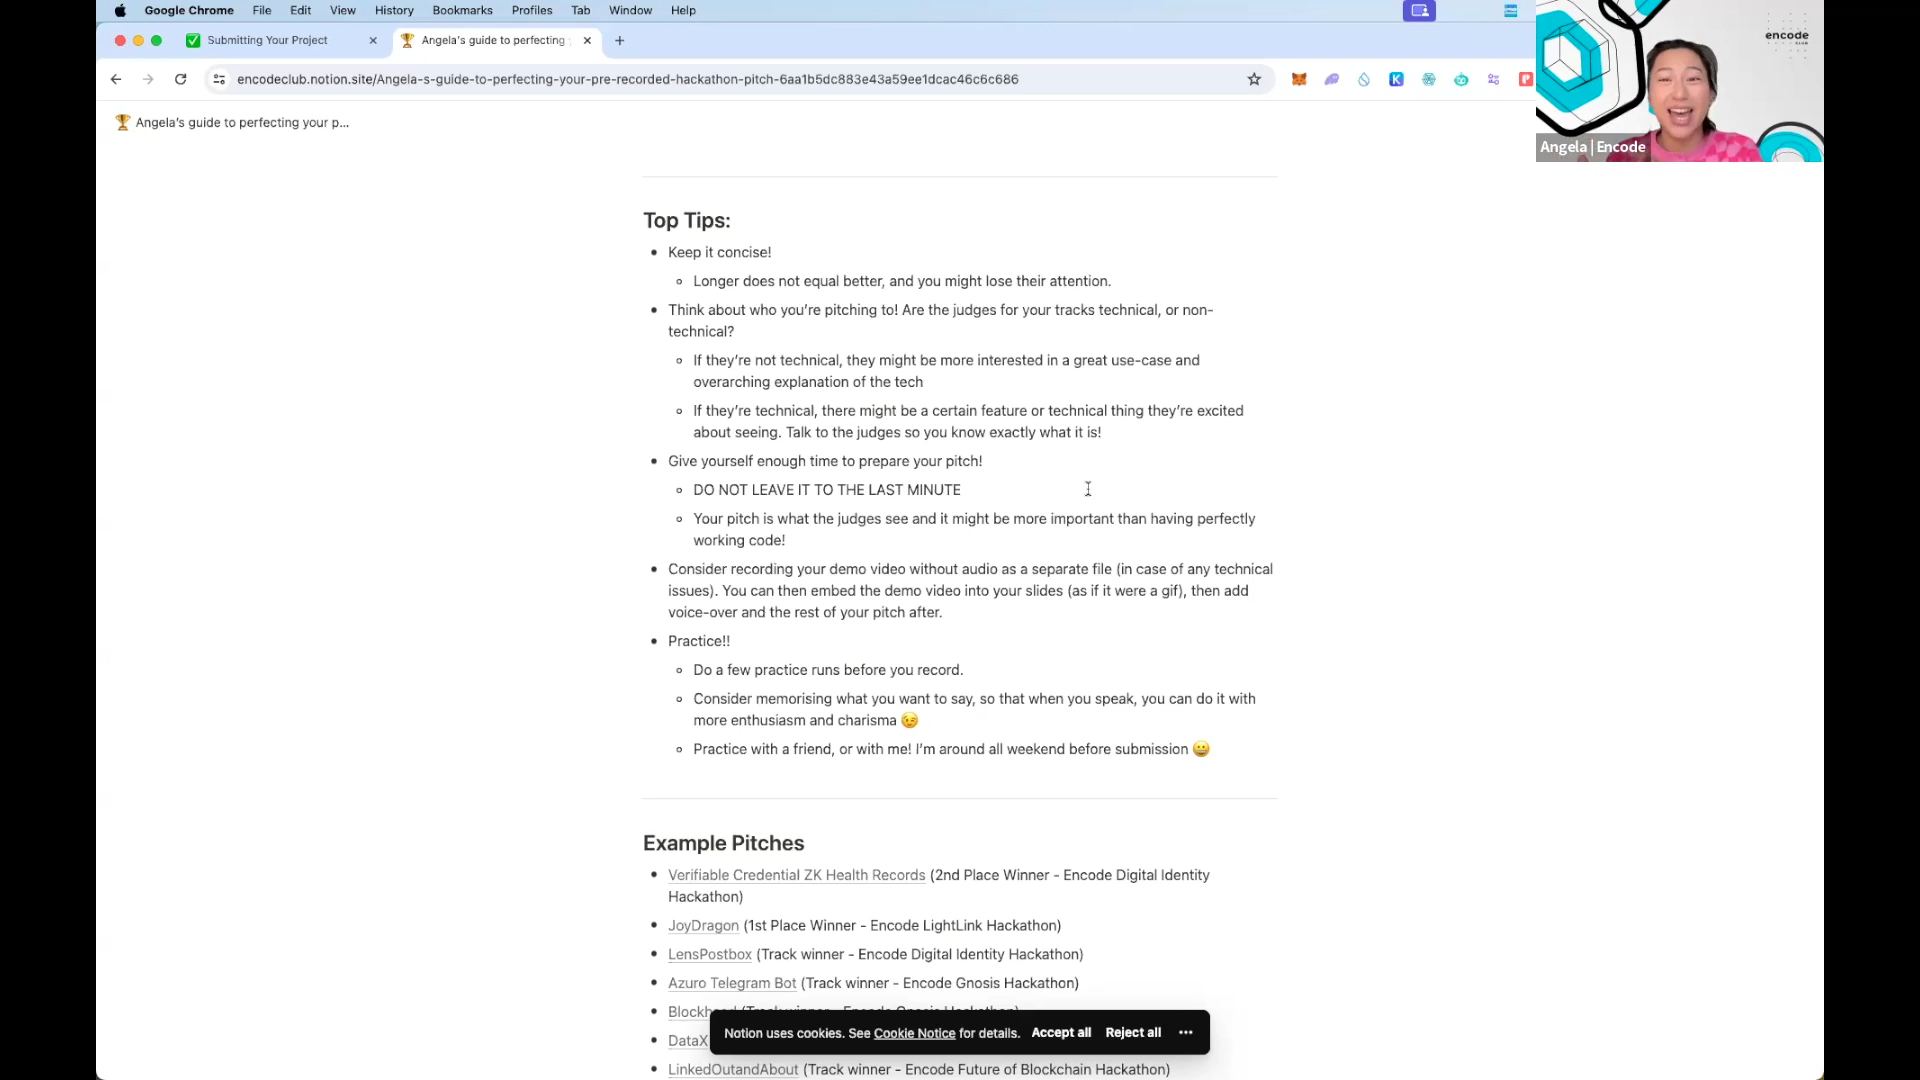 Google Chrome File Edit View History Bookmarks Profiles Tab Window Help
Submitting Your Project
Angela's guide to perfecting
encodeclub.notion.site/Angela-s-guide-to-perfecting-your-pre-recorded-hackathon-pitch-6aa1b5dc883e43a59ee1dcac46c6c686
encode
CLUB
Angela | Encode
Angela's guide to perfecting your p...
Top Tips:
Keep it concise!
Longer does not equal better, and you might lose their attention.
Think about who you're pitching to! Are the judges for your tracks technical, or non-
technical?
If they're not technical, they might be more interested in a great use-case and
overarching explanation of the tech
If they're technical, there might be a certain feature or technical thing they're excited
about seeing. Talk to the judges so you know exactly what it is!
Give yourself enough time to prepare your pitch!
DO NOT LEAVE IT TO THE LAST MINUTE
Your pitch is what the judges see and it might be more important than having perfectly
working code!
Consider recording your demo video without audio as a separate file (in case of any technical
issues). You can then embed the demo video into your slides (as if it were a gif), then add
voice-over and the rest of your pitch after.
Practice!!
Do a few practice runs before you record.
Consider memorising what you want to say, so that when you speak, you can do it with
more enthusiasm and charisma 😉
Practice with a friend, or with me! I'm around all weekend before submission 😀
Example Pitches
Verifiable Credential ZK Health Records (2nd Place Winner - Encode Digital Identity
Hackathon)
JoyDragon (1st Place Winner - Encode LightLink Hackathon)
LensPostbox (Track winner - Encode Digital Identity Hackathon)
Azuro Telegram Bot (Track winner - Encode Gnosis Hackathon)
(Track winner - Encode Gnosis Hackathon)
DataX
Notion uses cookies. See Cookie Notice for details. Accept all Reject all
LinkedOutandAbout (Track winner - Encode Future of Blockchain Hackathon)